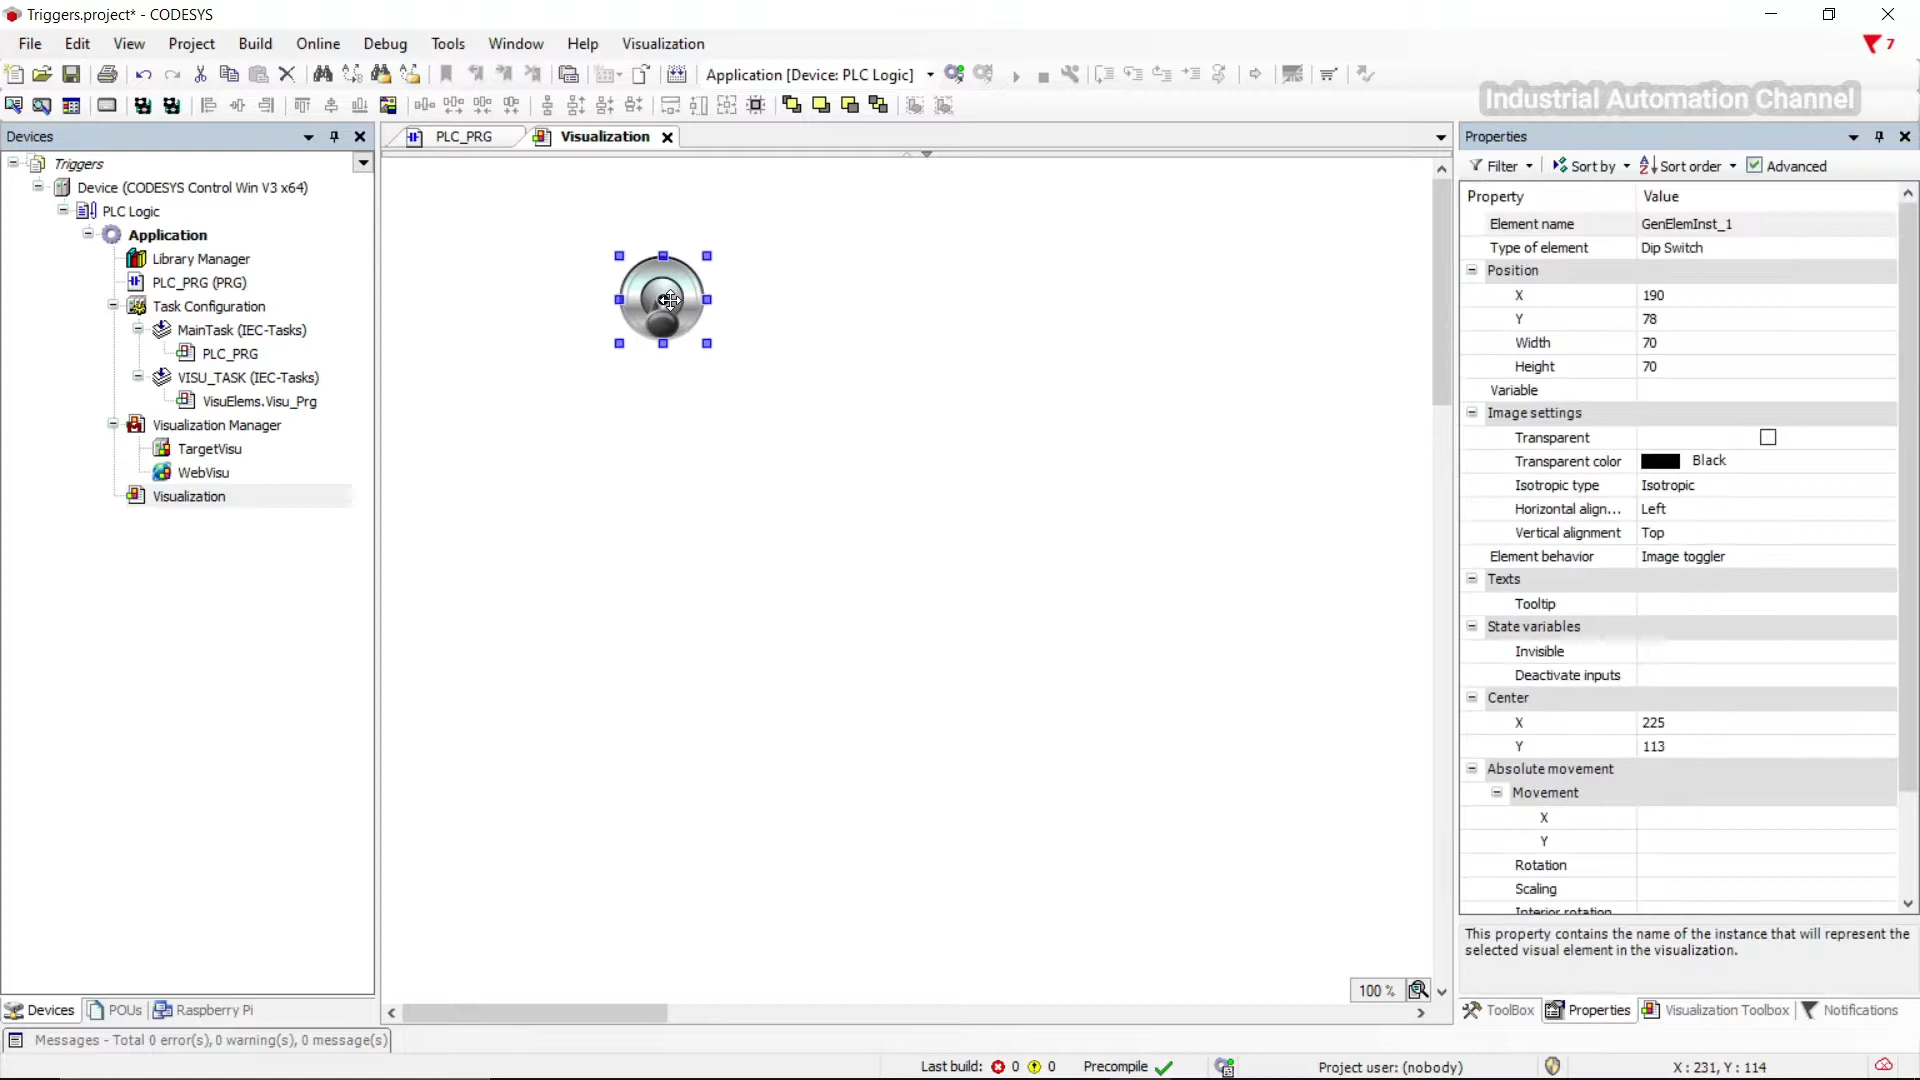 Triggers.project* - CODESYS
File Edit View Project Build Online Debug Tools Window Help Visualization
7
Application [Device: PLC Logic]
Industrial Automation Channel
Devices
PLC_PRG
Visualization
Properties
Triggers
Device (CODESYS Control Win V3 x64)
PLC Logic
Application
Library Manager
PLC_PRG (PRG)
Task Configuration
MainTask (IEC-Tasks)
PLC_PRG
VISU_TASK (IEC-Tasks)
VisuElems.Visu_Prg
Visualization Manager
TargetVisu
WebVisu
Visualization
Filter Sort by Sort order Advanced
Property Value
Element name GenElemInst_1
Type of element Dip Switch
Position
X 190
Y 78
Width 70
Height 70
Variable
Image settings
Transparent
Transparent color Black
Isotropic type Isotropic
Horizontal align... Left
Vertical alignment Top
Element behavior Image toggler
Texts
Tooltip
State variables
Invisible
Deactivate inputs
Center
X 225
Y 113
Absolute movement
Movement
X
Y
Rotation
Scaling
Interior rotation
This property contains the name of the instance that will represent the
selected visual element in the visualization.
100 %
Devices POUs Raspberry Pi
ToolBox Properties Visualization Toolbox Notifications
Messages - Total 0 error(s), 0 warning(s), 0 message(s)
Last build: 0 0 Precompile Project user: (nobody) X : 231, Y : 114